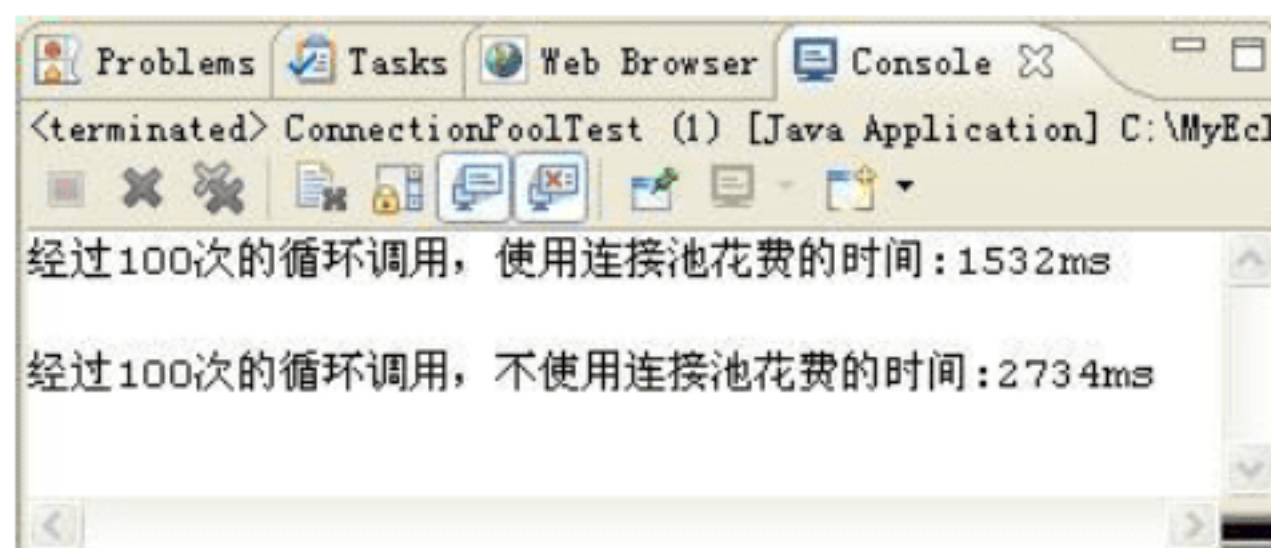 Problems Tasks Web Browser Console
<terminated> ConnectionPoolTest (1) [Java Application] C:\MyEcl
经过100次的循环调用，使用连接池花费的时间:1532ms
经过100次的循环调用，不使用连接池花费的时间:2734ms